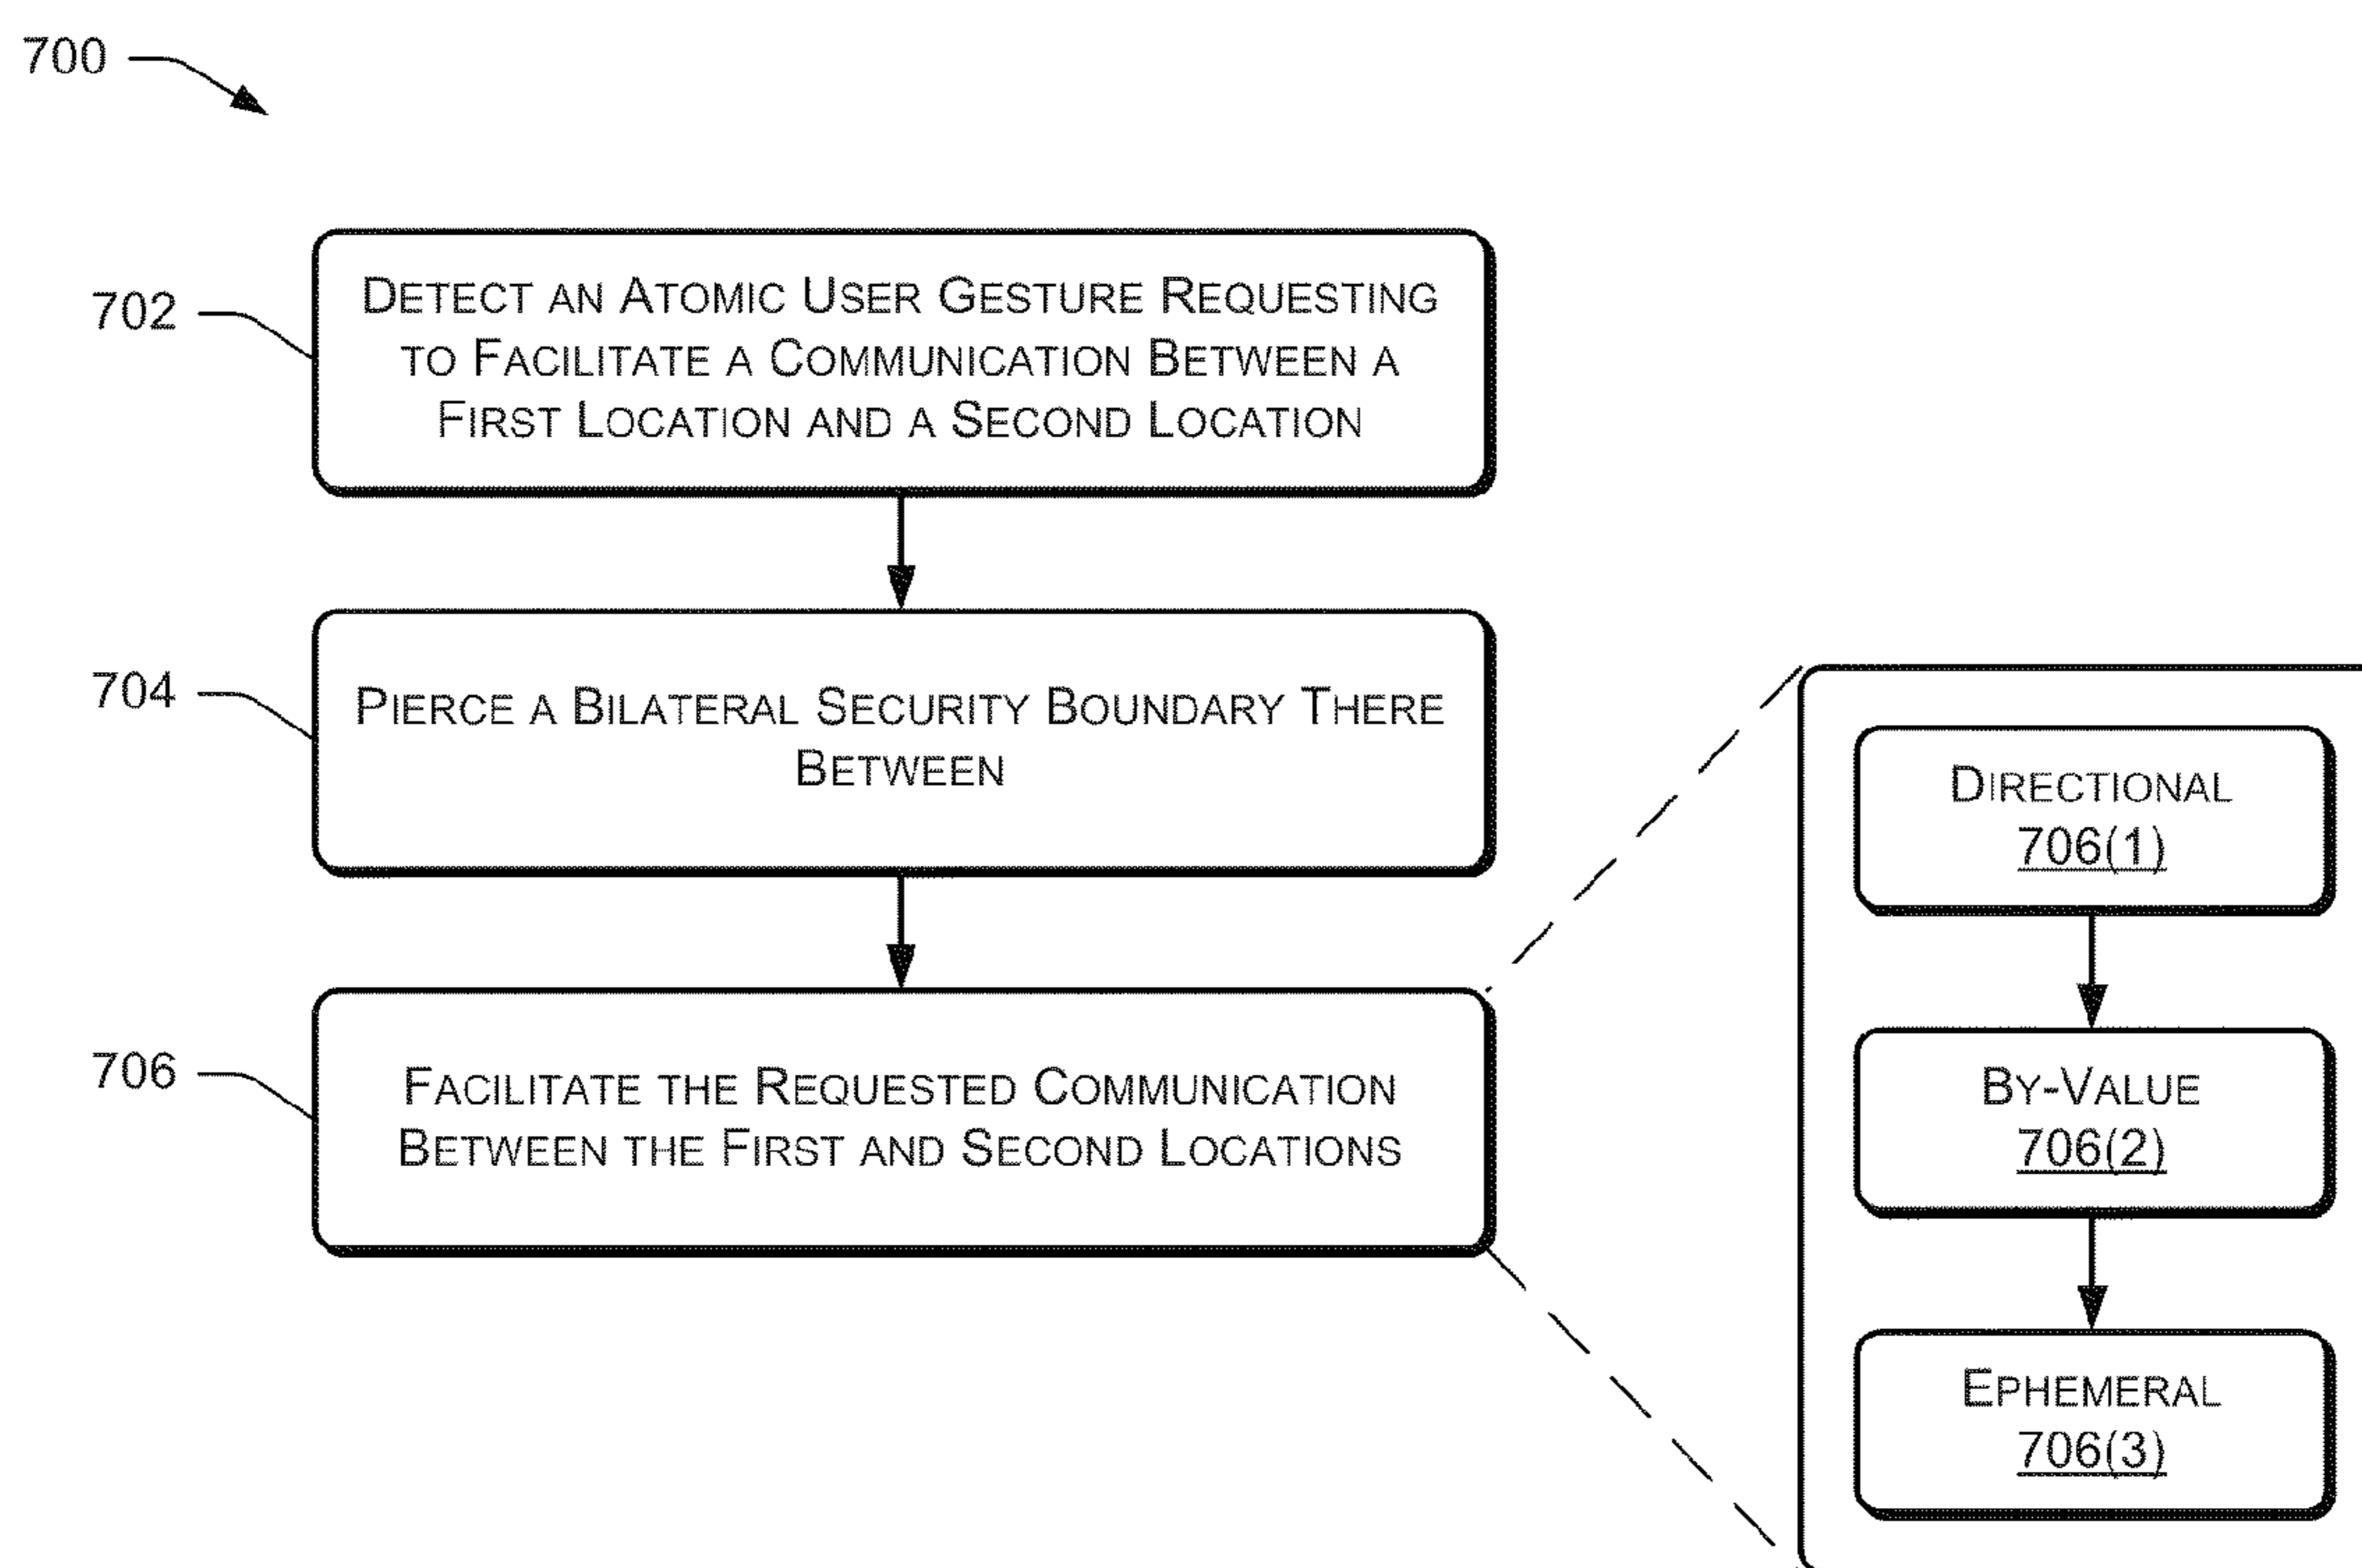 700
702
DETECT AN ATOMIC USER GESTURE REQUESTING
TO FACILITATE A COMMUNICATION BETWEEN A
FIRST LOCATION AND A SECOND LOCATION
704
PIERCE A BILATERAL SECURITY BOUNDARY THERE
BETWEEN
706
FACILITATE THE REQUESTED COMMUNICATION
BETWEEN THE FIRST AND SECOND LOCATIONS
DIRECTIONAL
706(1)
BY-VALUE
706(2)
EPHEMERAL
706(3)